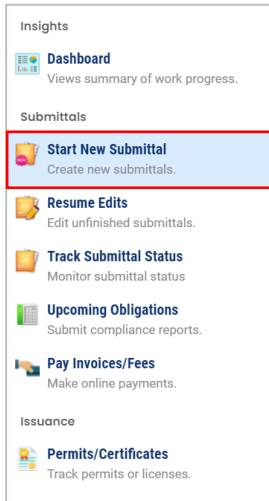 Insights
Dashboard
Views summary of work progress.
Submittals
Start New Submittal
Create new submittals.
Resume Edits
Edit unfinished submittals.
Track Submittal Status
Monitor submittal status
Upcoming Obligations
Submit compliance reports.
Pay Invoices/Fees
Make online payments.
Issuance
Permits/Certificates
Track permits or licenses.